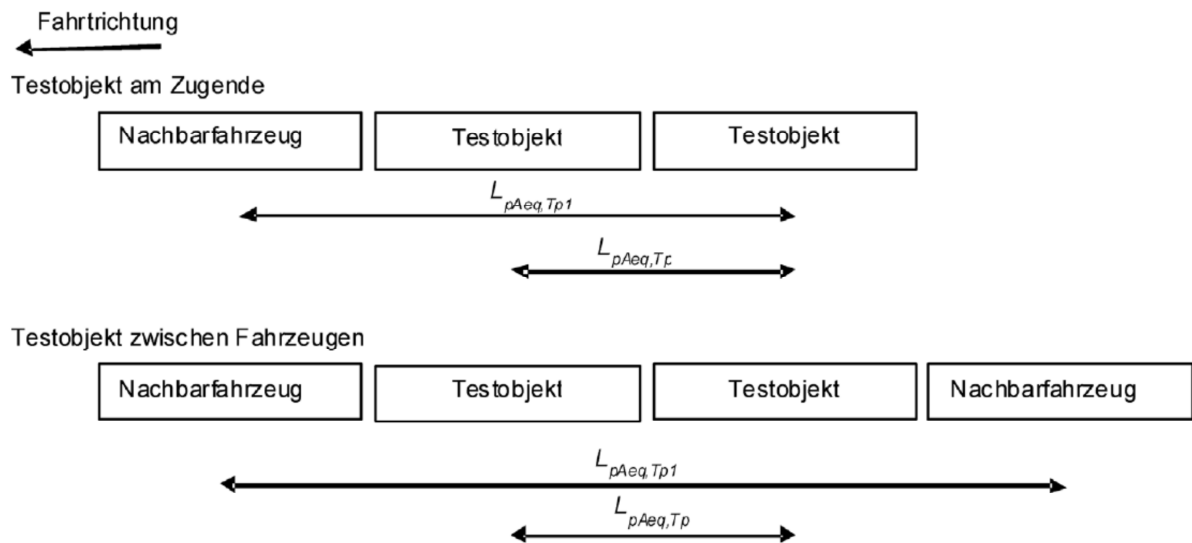 Fahrtrichtung
Testobjekt am Zugende
Nachbarfahrzeug Testobjekt Testobjekt
LpAeq,Tp1
LpAeq,Tp
Testobjekt zwischen Fahrzeugen
Nachbarfahrzeug Testobjekt Testobjekt Nachbarfahrzeug
LpAeq,Tp1
LpAeq,Tp